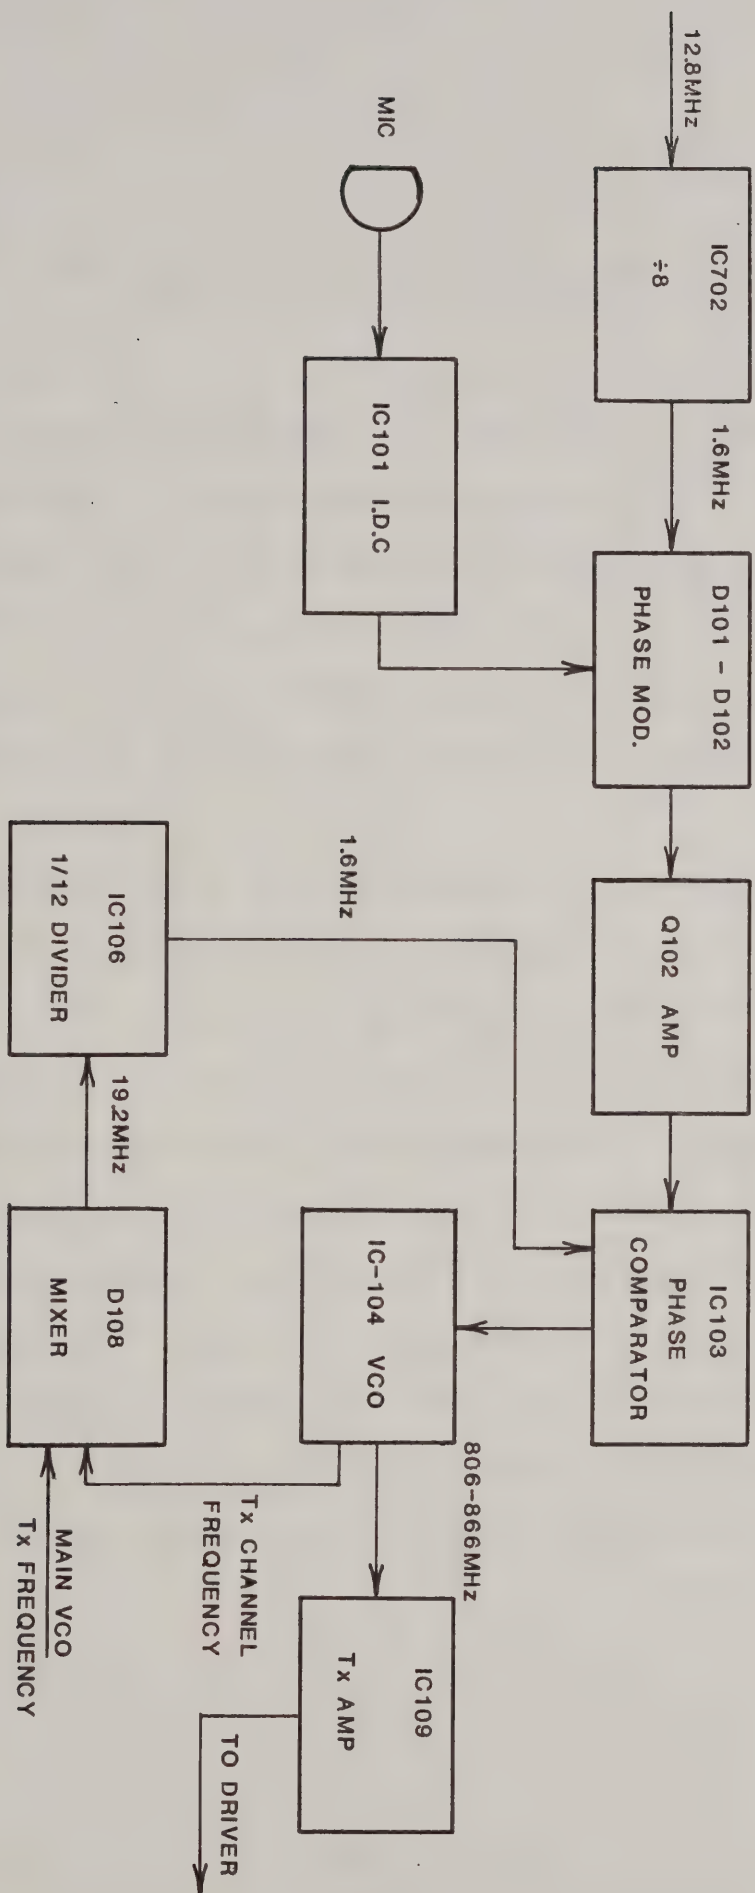 12.8MHz
IC702
÷8
1.6MHz
D101 - D102
PHASE MOD.
Q102 AMP
IC103
PHASE
COMPARATOR
MIC
IC101 I.D.C
1.6MHz
IC-104 VCO
806-866MHz
IC109
Tx AMP
TO DRIVER
Tx CHANNEL
FREQUENCY
IC106
1/12 DIVIDER
19.2MHz
D108
MIXER
MAIN VCO
Tx FREQUENCY